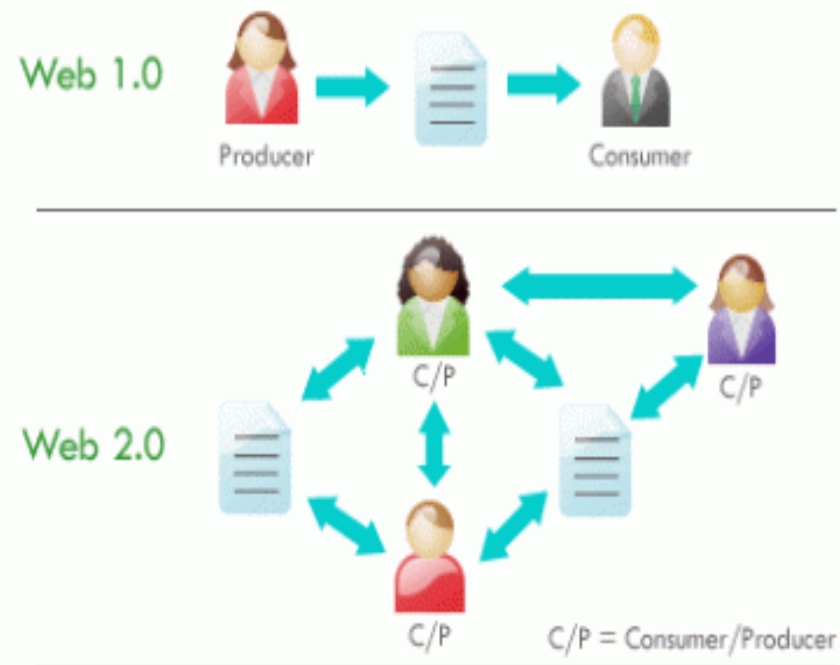 Web 1.0
Producer
Consumer
C/P
C/P
Web 2.0
C/P
C/P = Consumer/Producer